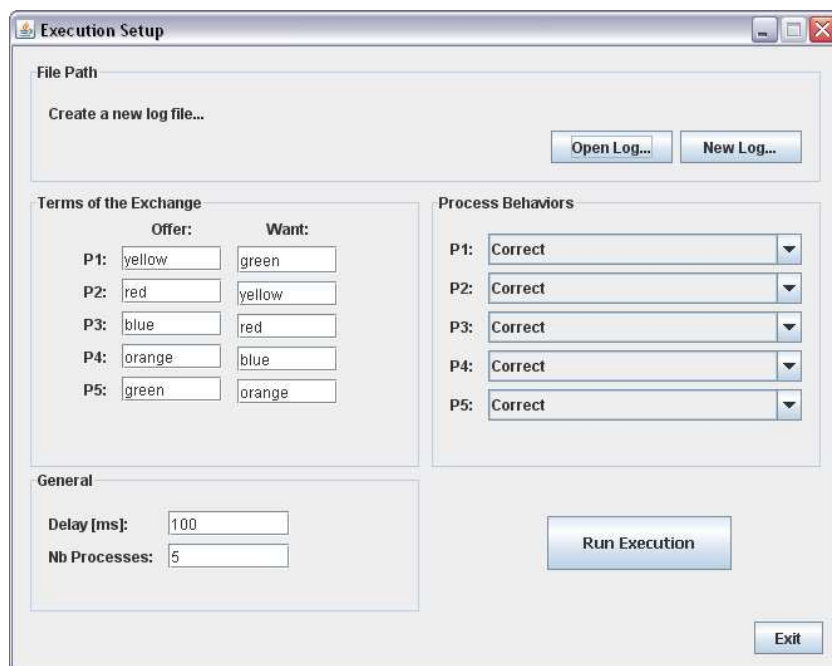 Execution Setup
File Path
Create a new log file...
Open Log... New Log...
Terms of the Exchange
Offer: Want:
P1: yellow green
P2: red yellow
P3: blue red
P4: orange blue
P5: green orange
Process Behaviors
P1: Correct
P2: Correct
P3: Correct
P4: Correct
P5: Correct
General
Delay [ms]: 100
Nb Processes: 5
Run Execution
Exit